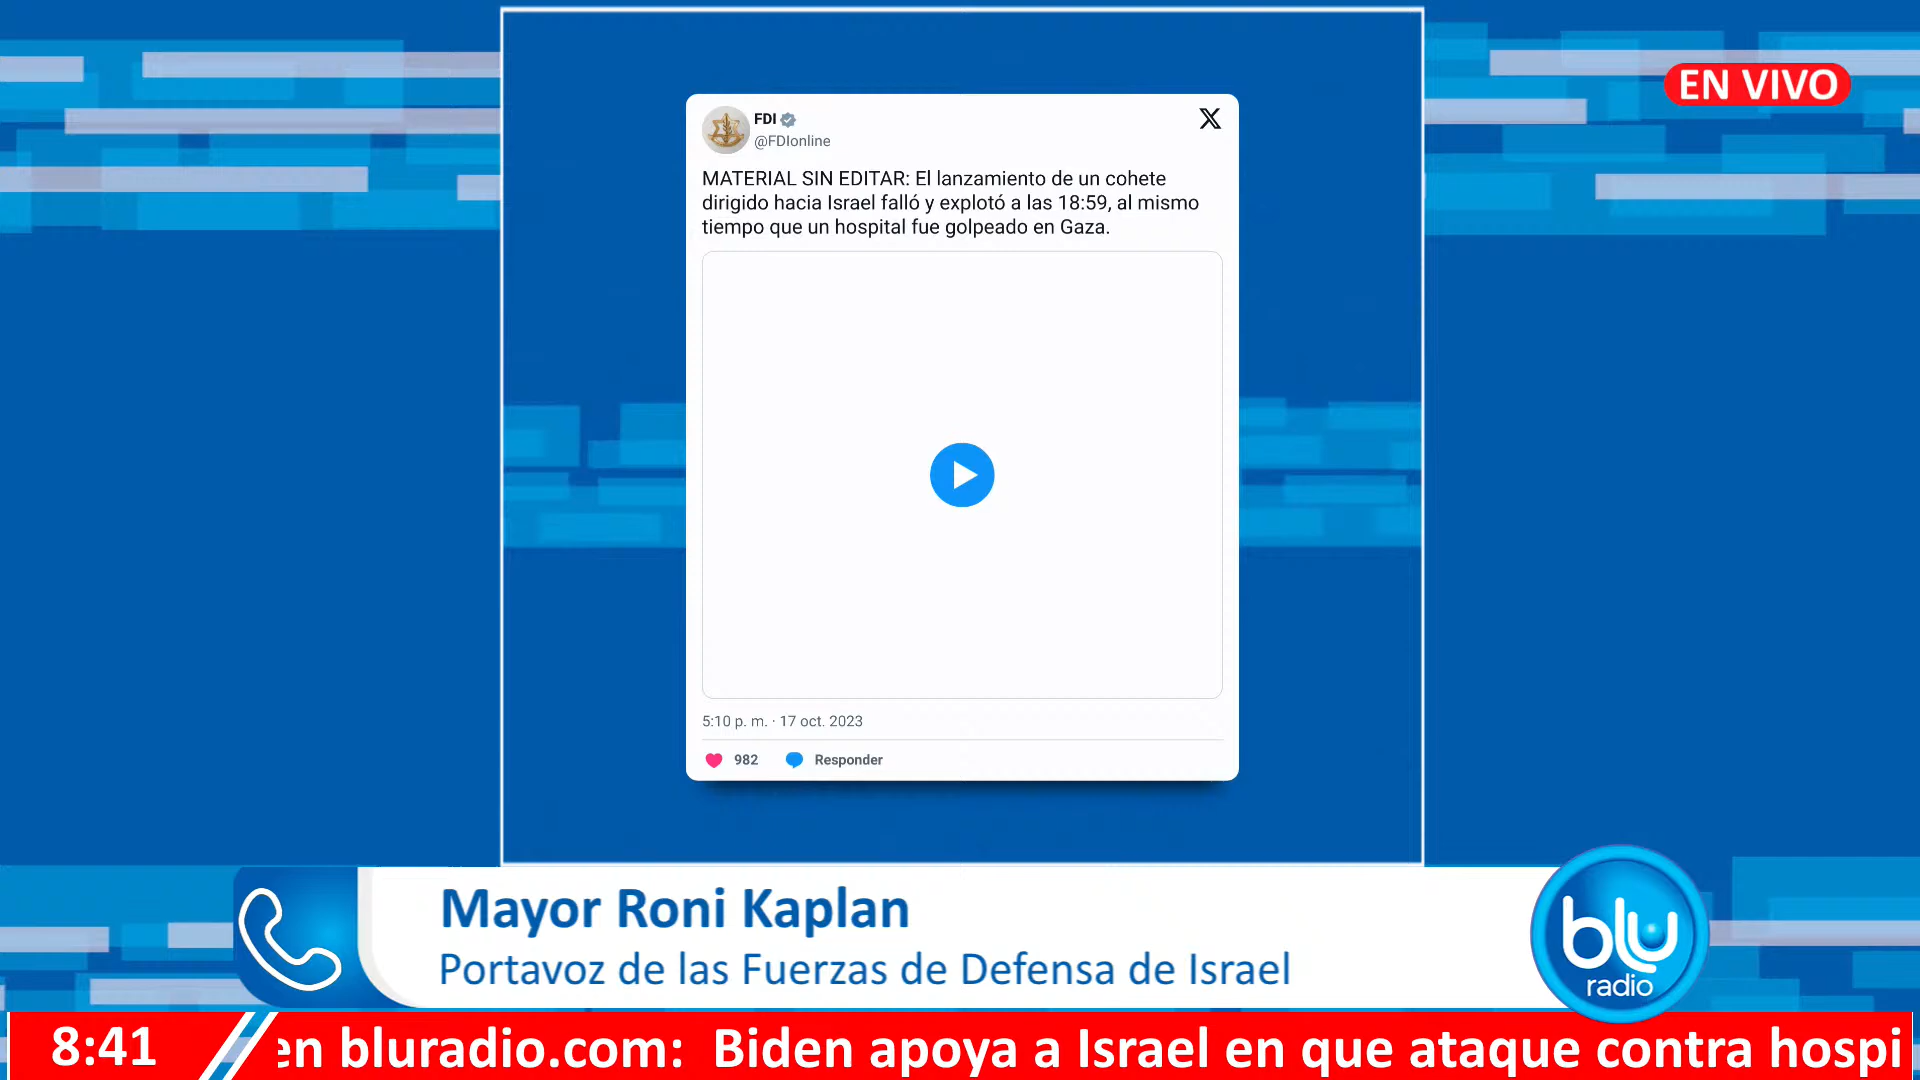 EN VIVO
FDI
@FDIonline
X
MATERIAL SIN EDITAR: El lanzamiento de un cohete
dirigido hacia Israel falló y explotó a las 18:59, al mismo
tiempo que un hospital fue golpeado en Gaza.
5:10 p. m. · 17 oct. 2023
982 Responder
Mayor Roni Kaplan
Portavoz de las Fuerzas de Defensa de Israel
blu
radio
8:41 en bluradio.com: Biden apoya a Israel en que ataque contra hospi